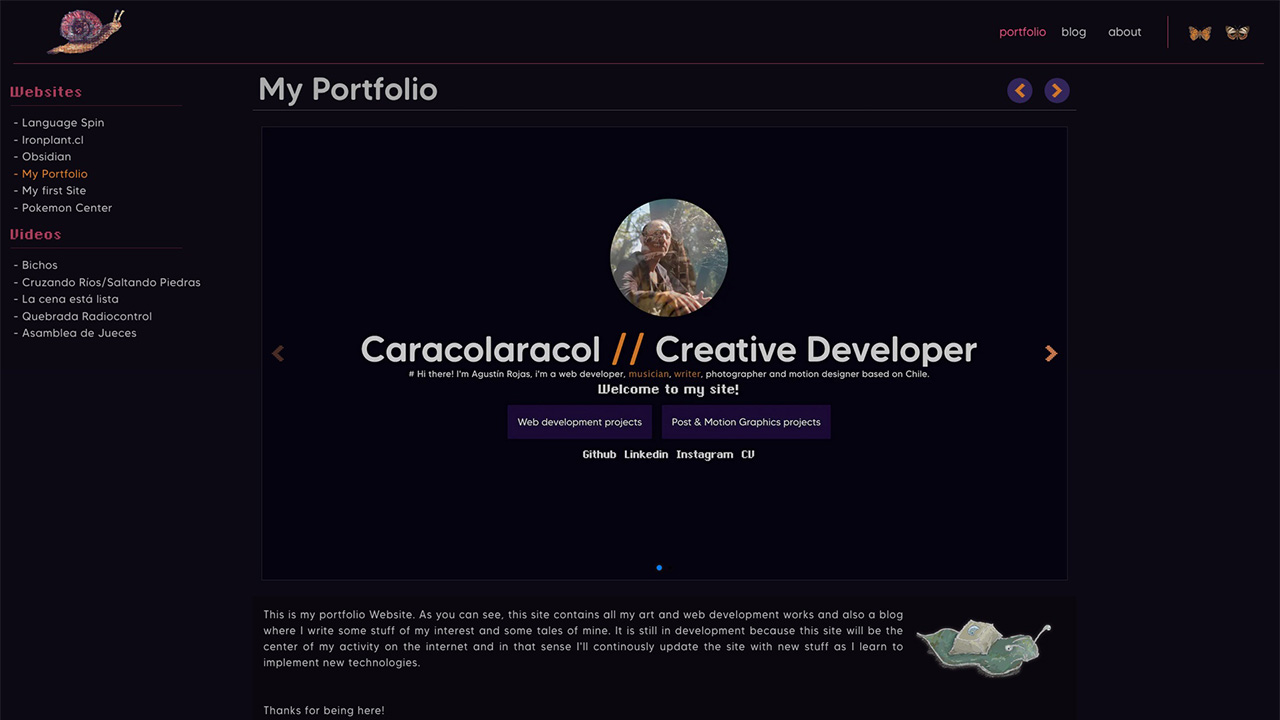 portfolio blog about
Websites
- Language Spin
- Ironplant.cl
- Obsidian
- My Portfolio
- My first Site
- Pokemon Center
Videos
- Bichos
- Cruzando Ríos/Saltando Piedras
- La cena está lista
- Quebrada Radiocontrol
- Asamblea de Jueces
My Portfolio
Caracolaracol // Creative Developer
# Hi there! I'm Agustín Rojas, i'm a web developer, musician, writer, photographer and motion designer based on Chile.
Welcome to my site!
Web development projects
Post & Motion Graphics projects
Github Linkedin Instagram CV
This is my portfolio Website. As you can see, this site contains all my art and web development works and also a blog
where I write some stuff of my interest and some tales of mine. It is still in development because this site will be the
center of my activity on the internet and in that sense I'll continously update the site with new stuff as I learn to
implement new technologies.
Thanks for being here!